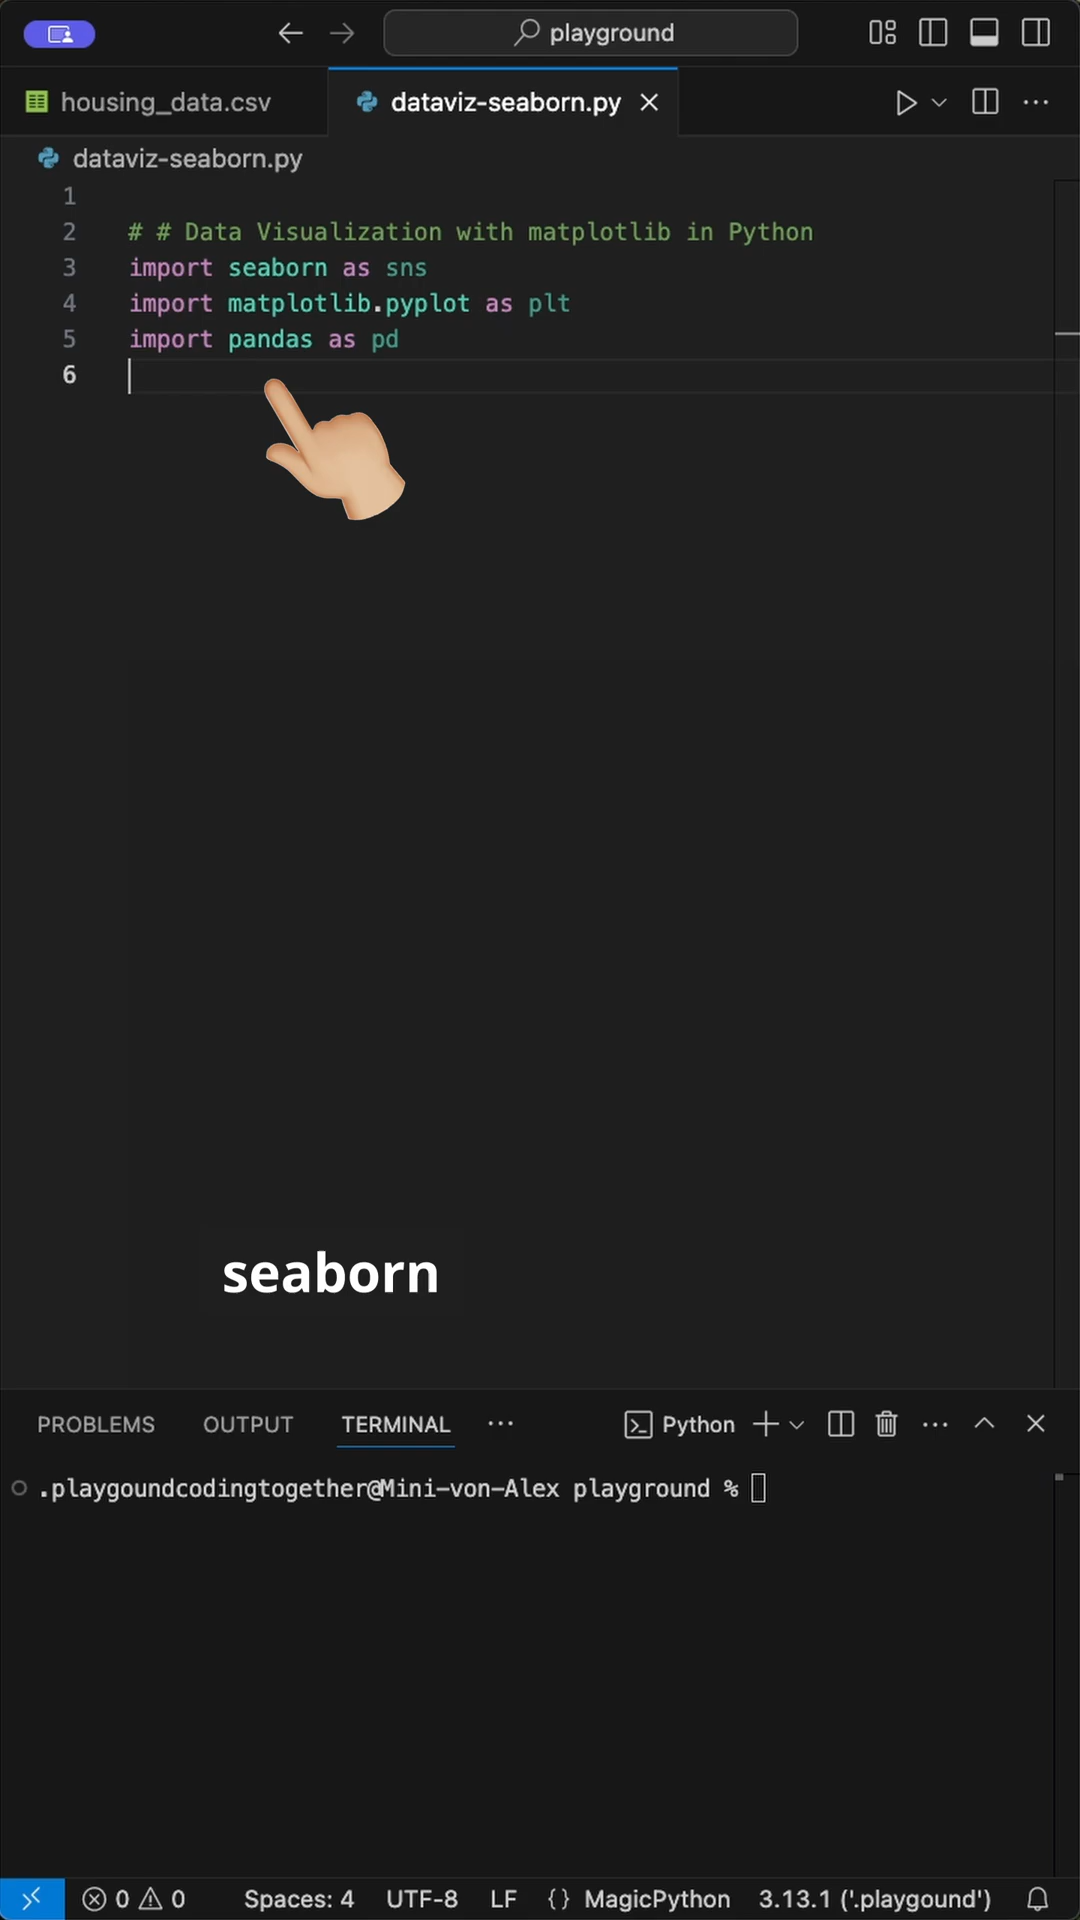 playground
housing_data.csv
dataviz-seaborn.py
dataviz-seaborn.py
1
2 # # Data Visualization with matplotlib in Python
3 import seaborn as sns
4 import matplotlib.pyplot as plt
5 import pandas as pd
6
seaborn
PROBLEMS OUTPUT TERMINAL ... Python
.playgoundcodingtogether@Mini-von-Alex playground %
0 0 Spaces: 4 UTF-8 LF {} MagicPython 3.13.1 ('.playgound')